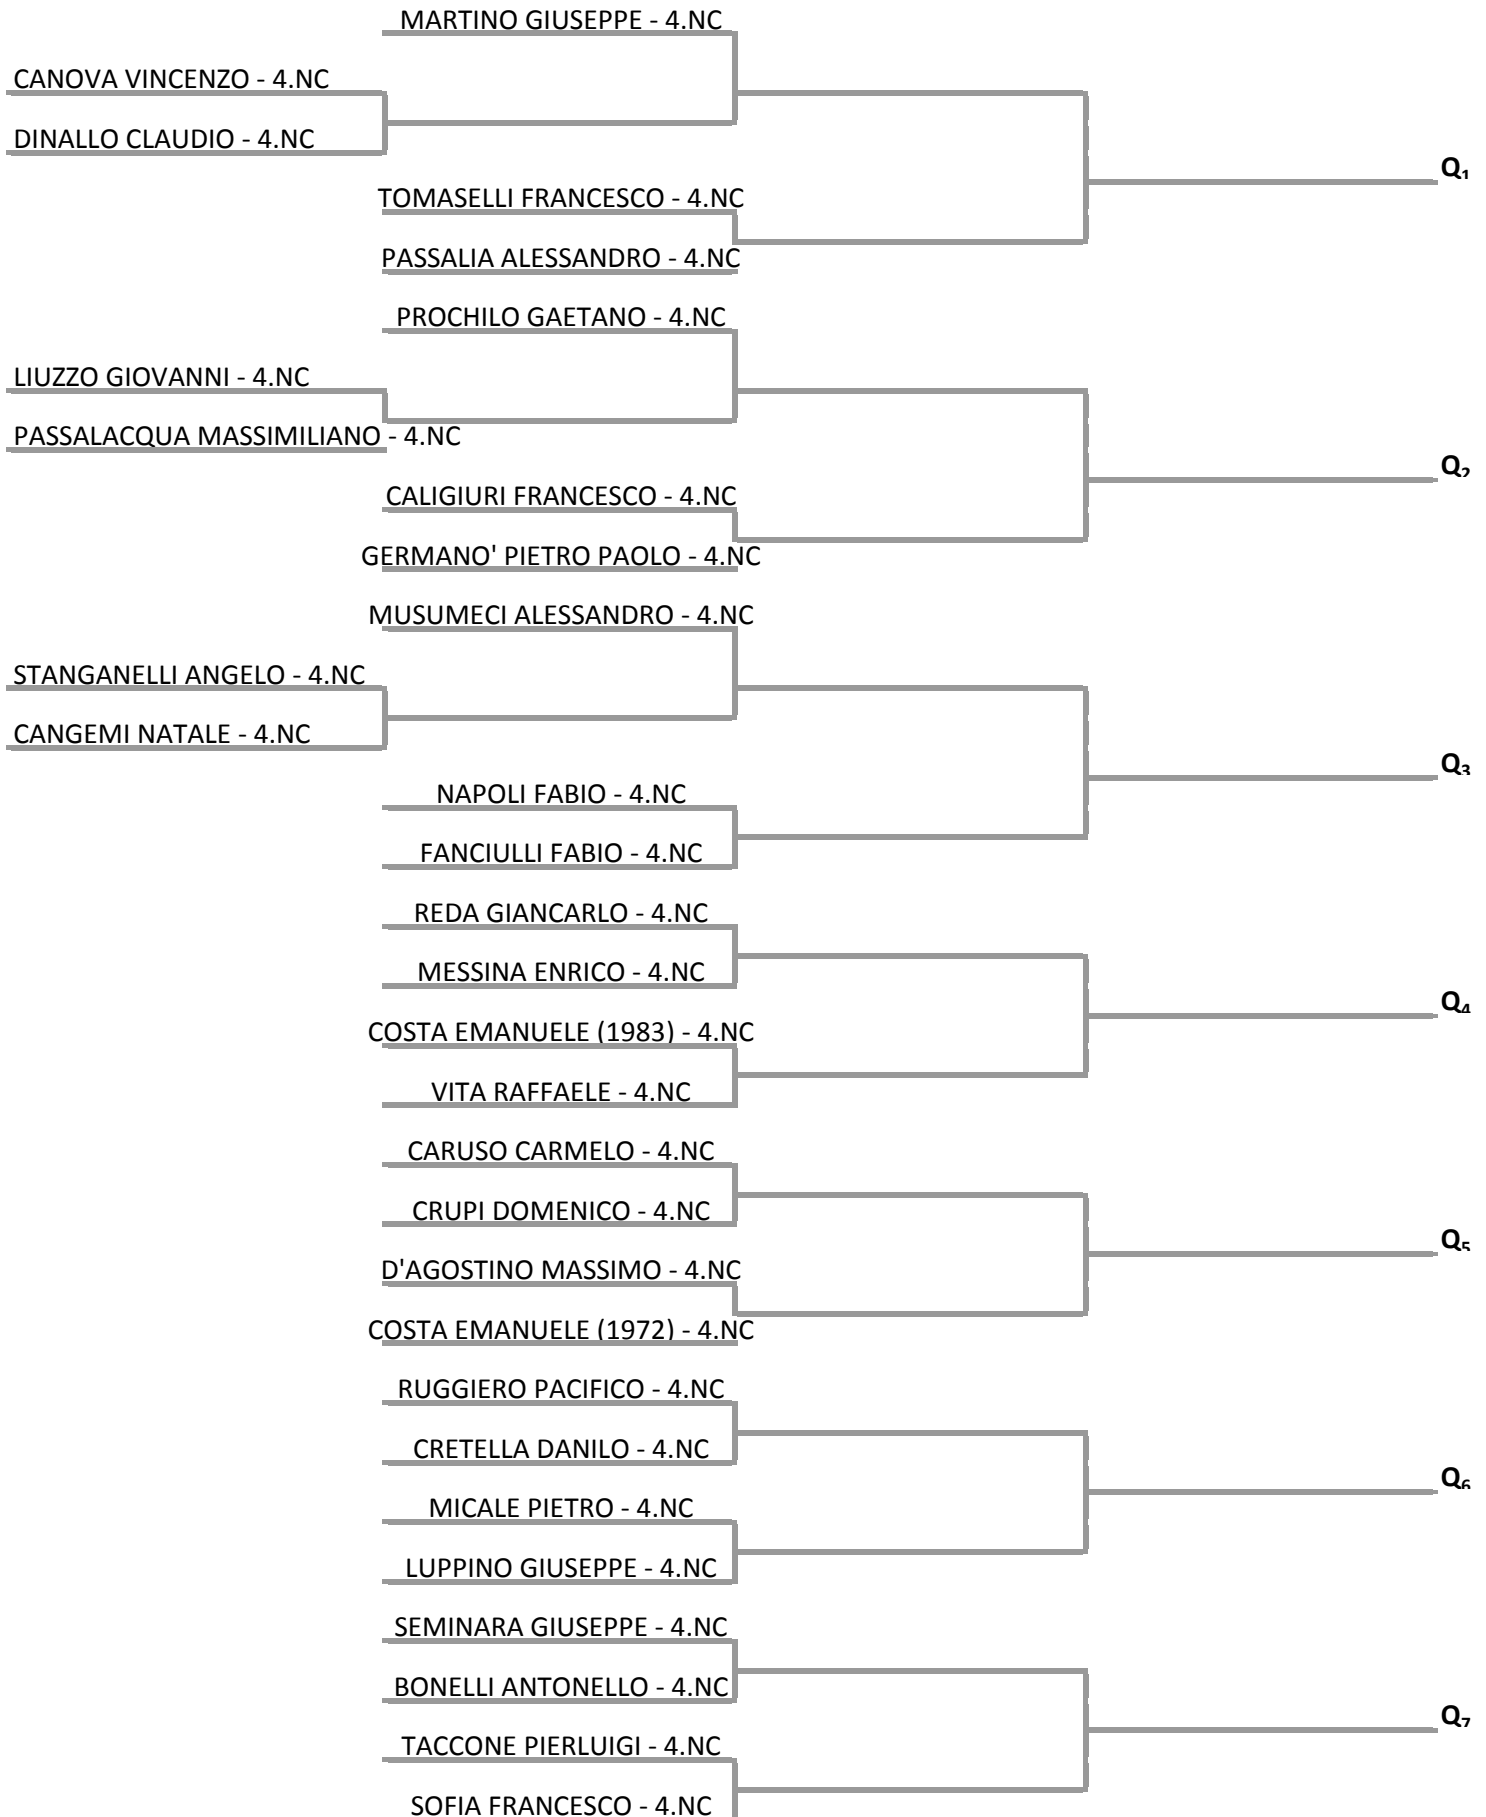 MARTINO GIUSEPPE - 4.NC
CANOVA VINCENZO - 4.NC
DINALLO CLAUDIO - 4.NC
Q1
TOMASELLI FRANCESCO - 4.NC
PASSALIA ALESSANDRO - 4.NC
PROCHILO GAETANO - 4.NC
LIUZZO GIOVANNI - 4.NC
PASSALACQUA MASSIMILIANO - 4.NC
Q2
CALIGIURI FRANCESCO - 4.NC
GERMANO' PIETRO PAOLO - 4.NC
MUSUMECI ALESSANDRO - 4.NC
STANGANELLI ANGELO - 4.NC
CANGEMI NATALE - 4.NC
Q3
NAPOLI FABIO - 4.NC
FANCIULLI FABIO - 4.NC
REDA GIANCARLO - 4.NC
MESSINA ENRICO - 4.NC
Q4
COSTA EMANUELE (1983) - 4.NC
VITA RAFFAELE - 4.NC
CARUSO CARMELO - 4.NC
CRUPI DOMENICO - 4.NC
Q5
D'AGOSTINO MASSIMO - 4.NC
COSTA EMANUELE (1972) - 4.NC
RUGGIERO PACIFICO - 4.NC
CRETELLA DANILO - 4.NC
Q6
MICALE PIETRO - 4.NC
LUPPINO GIUSEPPE - 4.NC
SEMINARA GIUSEPPE - 4.NC
BONELLI ANTONELLO - 4.NC
Q7
TACCONE PIERLUIGI - 4.NC
SOFIA FRANCESCO - 4.NC